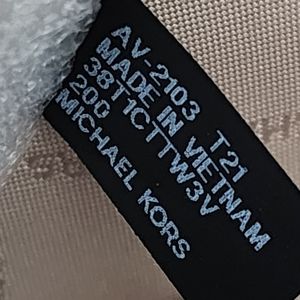 AV-2103 T21
MADE IN VIETNAM
38T1CTTW3V
200
MICHAEL KORS